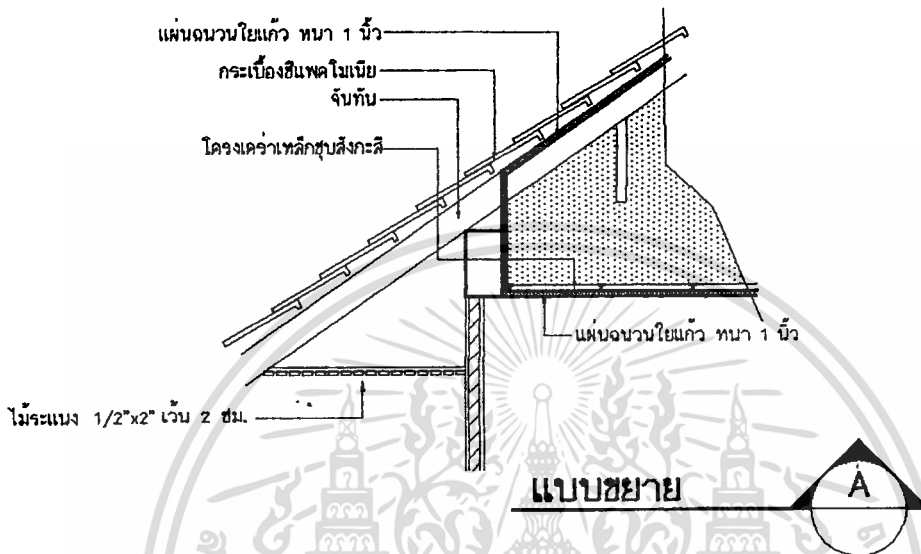 แผ่นฉนวนใยแก้ว หนา 1 นิ้ว
กระเบื้องซีแพคโมเนีย
จันทัน
โครงเคร่าเหล็กชุบสังกะสี
แผ่นฉนวนใยแก้ว หนา 1 นิ้ว
ไม้ระแนง 1/2"x2" เว้น 2 ซม.
แบบขยาย
A